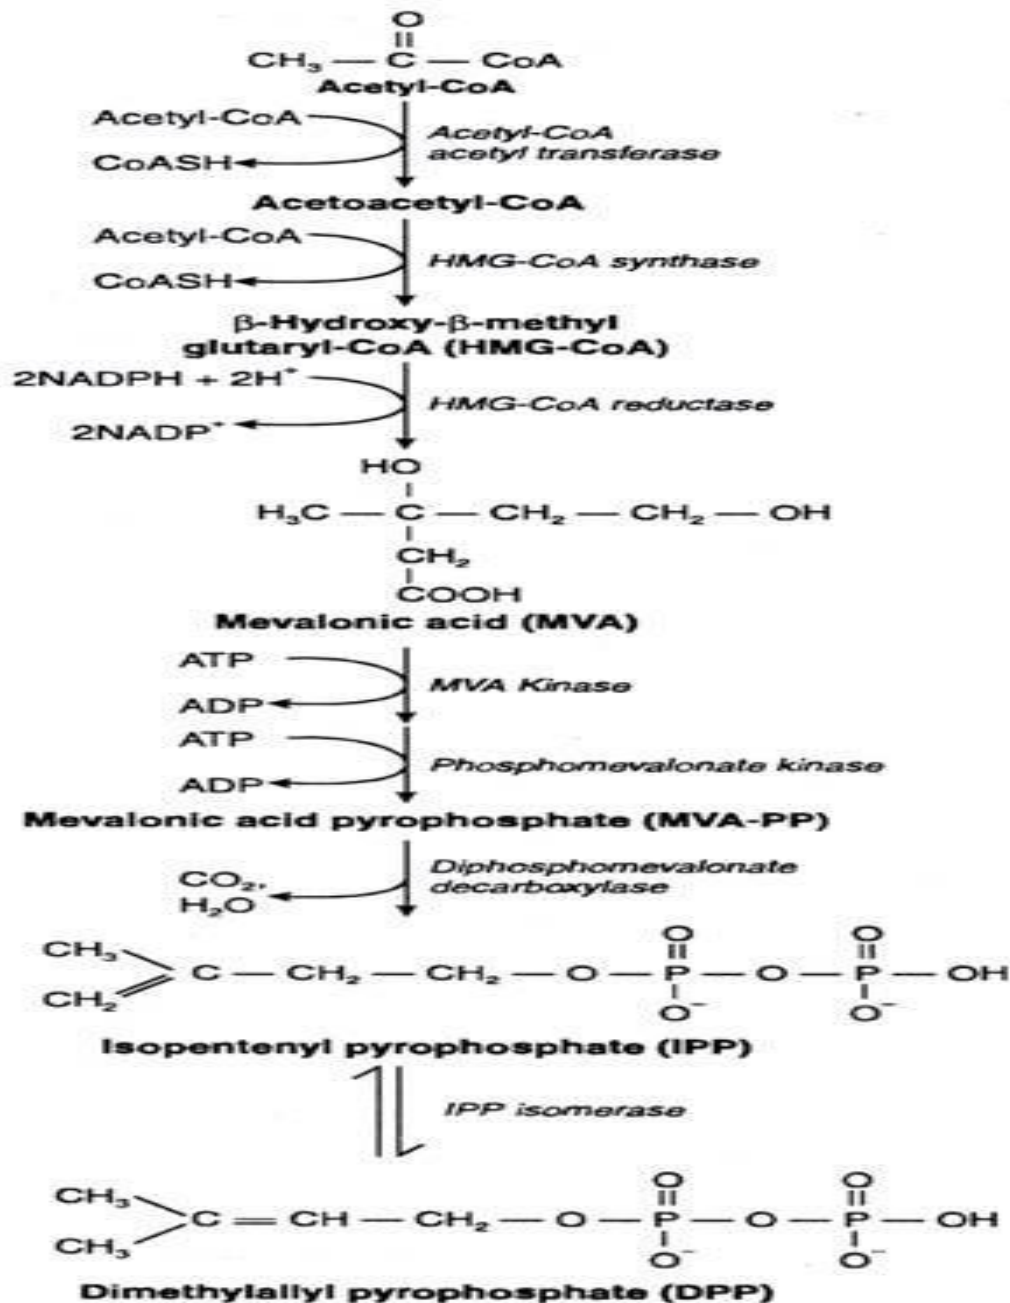 O
CH₃ — C — CoA
Acetyl-CoA
Acetyl-CoA
Acetyl-CoA
acetyl transferase
CoASH
Acetoacetyl-CoA
Acetyl-CoA
HMG-CoA synthase
CoASH
β-Hydroxy-β-methyl
glutaryl-CoA (HMG-CoA)
2NADPH + 2H⁺
HMG-CoA reductase
2NADP⁺
HO
H₃C — C — CH₂ — CH₂ — OH
CH₂
COOH
Mevalonic acid (MVA)
ATP
MVA Kinase
ADP
ATP
Phosphomevalonate kinase
ADP
Mevalonic acid pyrophosphate (MVA-PP)
Diphosphomevalonate
decarboxylase
CO₂,
H₂O
O O
CH₃
C — CH₂ — CH₂ — O — P — O — P — OH
CH₂
O⁻ O⁻
Isopentenyl pyrophosphate (IPP)
IPP isomerase
O O
CH₃
C = CH — CH₂ — O — P — O — P — OH
CH₃
O⁻ O⁻
Dimethylallyl pyrophosphate (DPP)